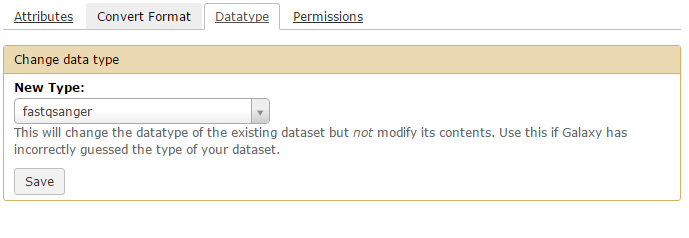 Attributes Convert Format Datatype Permissions
Change data type
New Type:
fastqsanger
This will change the datatype of the existing dataset but not modify its contents. Use this if Galaxy has
incorrectly guessed the type of your dataset.
Save